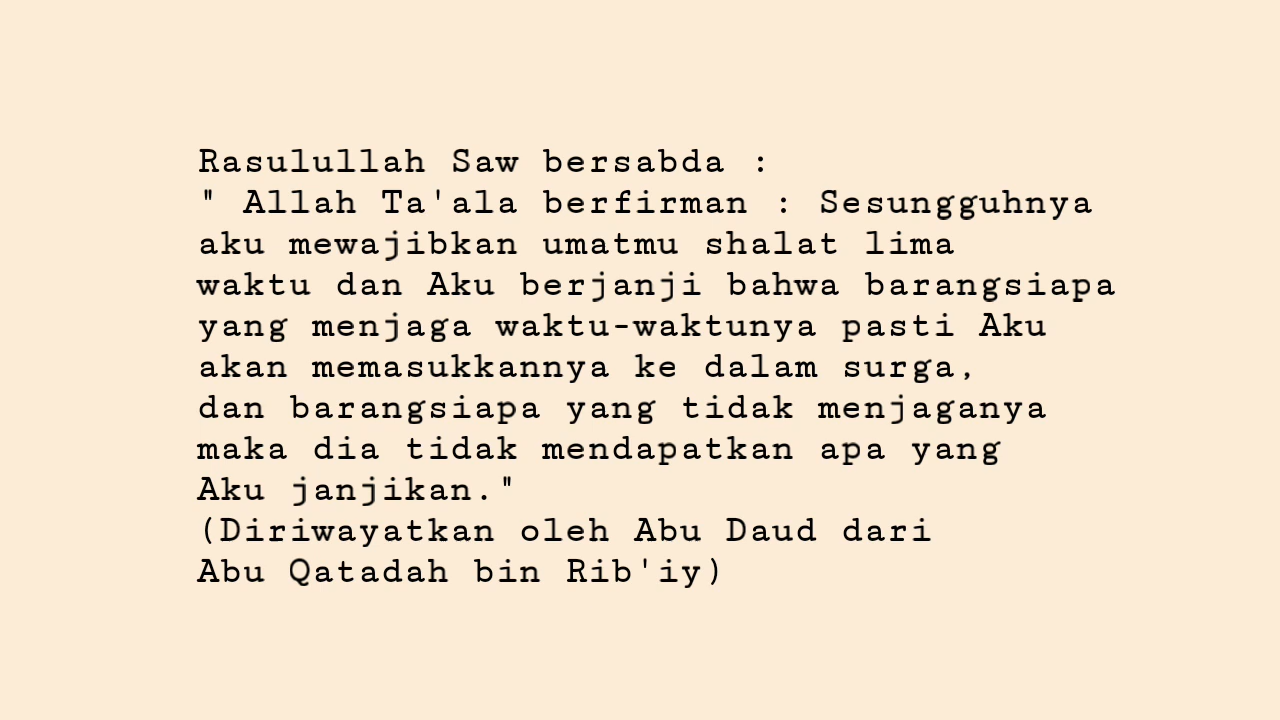 Rasulullah Saw bersabda :
" Allah Ta'ala berfirman : Sesungguhnya
aku mewajibkan umatmu shalat lima
waktu dan Aku berjanji bahwa barangsiapa
yang menjaga waktu-waktunya pasti Aku
akan memasukkannya ke dalam surga,
dan barangsiapa yang tidak menjaganya
maka dia tidak mendapatkan apa yang
Aku janjikan."
(Diriwayatkan oleh Abu Daud dari
Abu Qatadah bin Rib'iy)